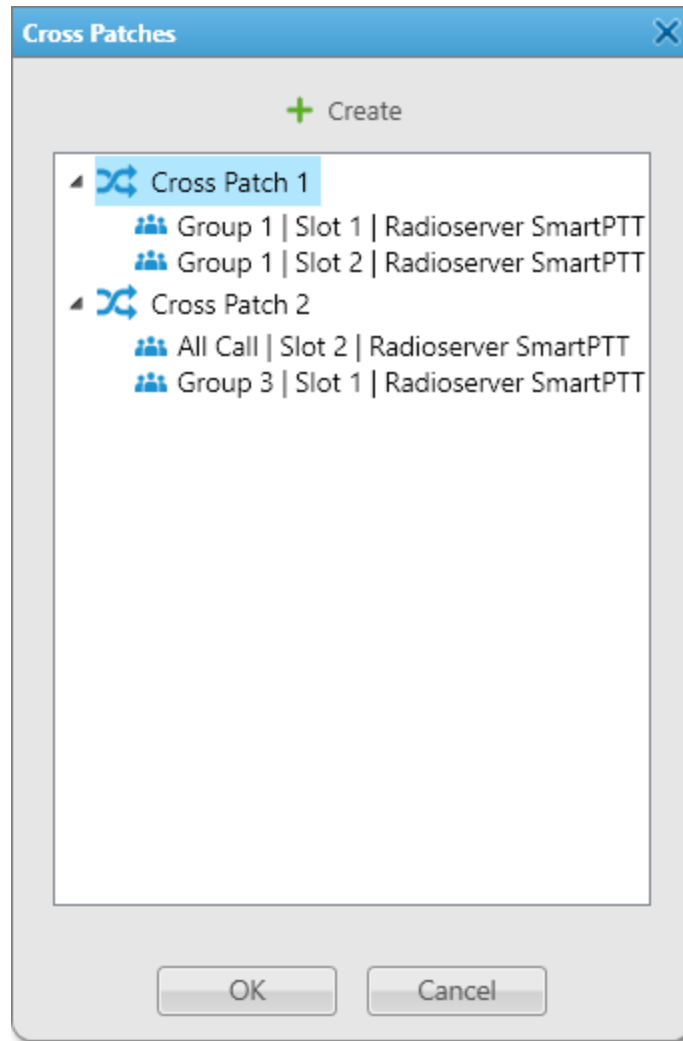 Cross Patches
Create
Cross Patch 1
Group 1 | Slot 1 | Radioserver SmartPTT
Group 1 | Slot 2 | Radioserver SmartPTT
Cross Patch 2
All Call | Slot 2 | Radioserver SmartPTT
Group 3 | Slot 1 | Radioserver SmartPTT
OK Cancel